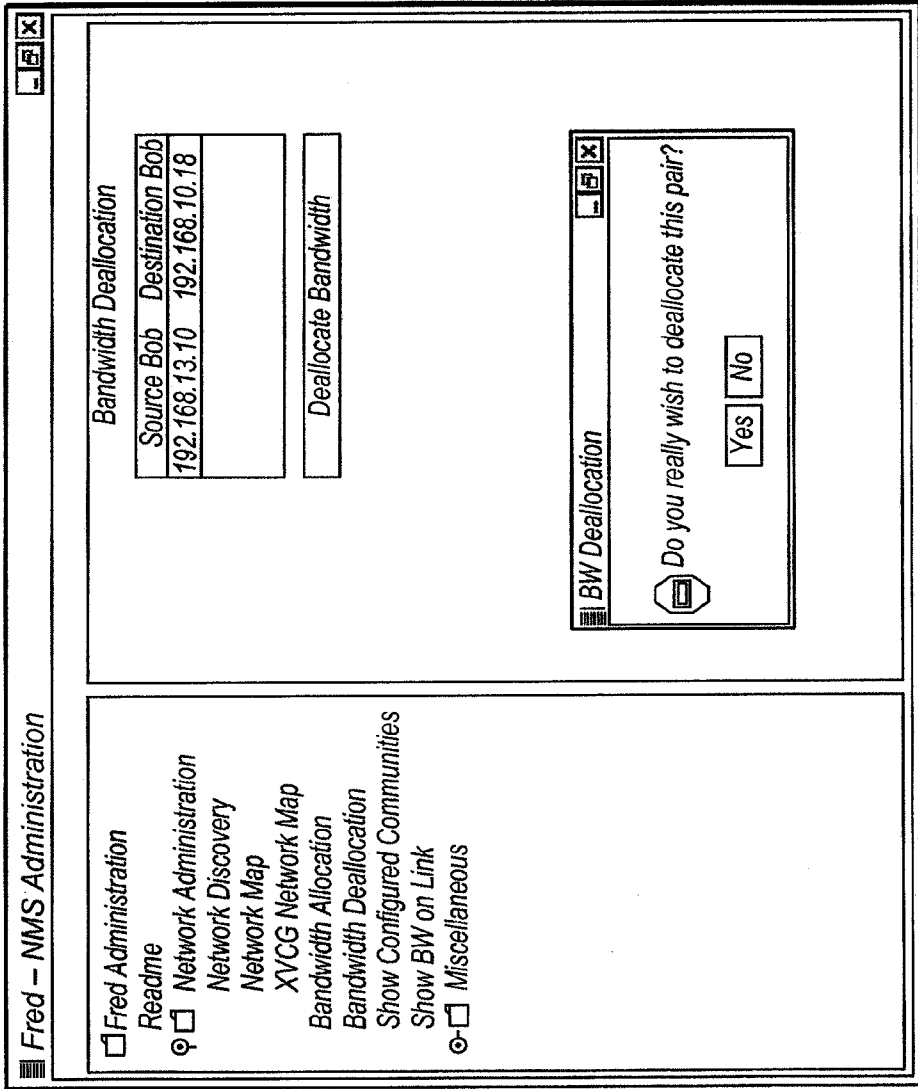 Fred – NMS Administration
Fred Administration
Readme
Network Administration
Network Discovery
Network Map
XVCG Network Map
Bandwidth Allocation
Bandwidth Deallocation
Show Configured Communities
Show BW on Link
Miscellaneous
Bandwidth Deallocation
Source Bob Destination Bob
192.168.13.10 192.168.10.18
Deallocate Bandwidth
BW Deallocation
Do you really wish to deallocate this pair?
Yes No